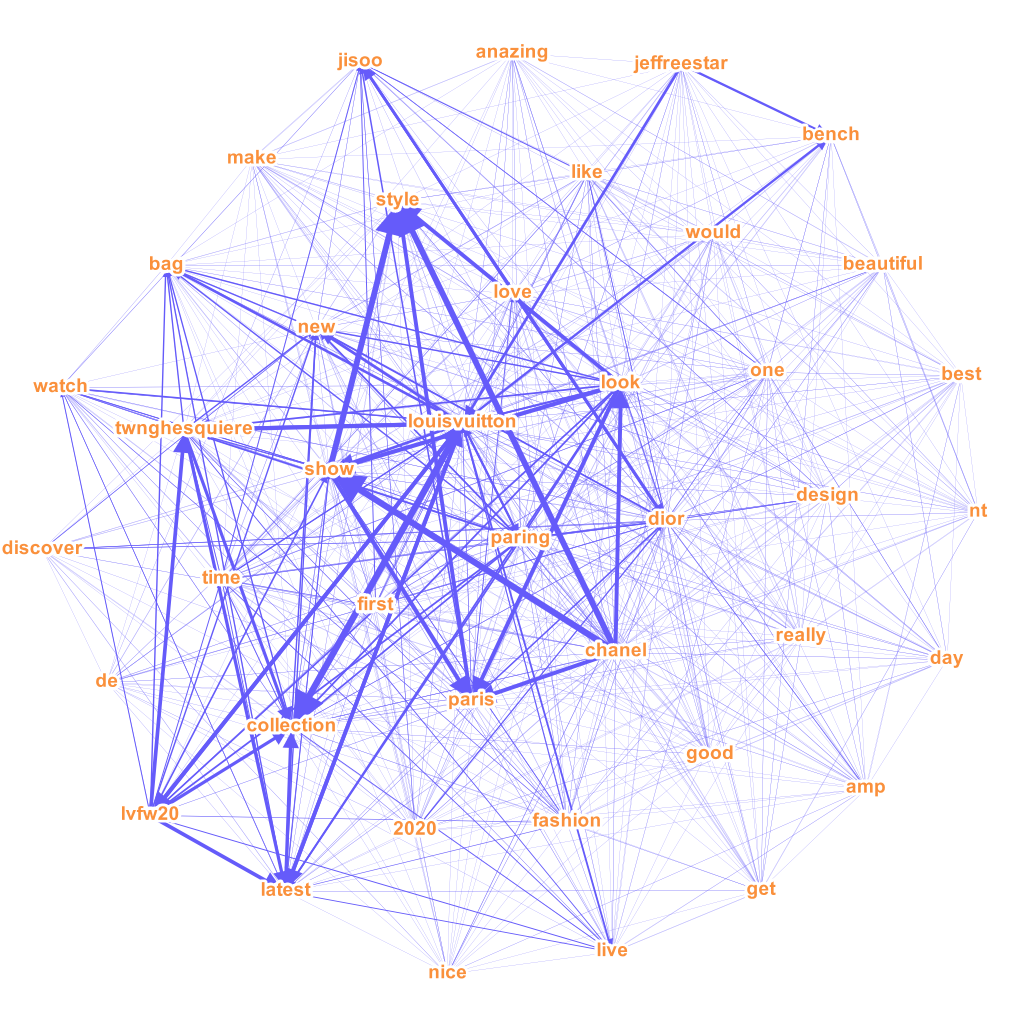 anazing
jisoo
jeffreestar
bench
make
like
style
would
bag
beautiful
love
new
one
best
watch
look
louisvuitton
twnghesquiere
show
design
nt
dior
paring
discover
time
first
really
chanel
day
de
paris
collection
good
amp
lvfw20
fashion
2020
latest
get
live
nice